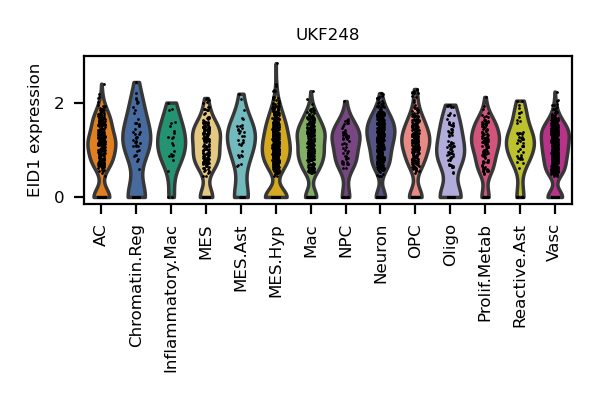 UKF248
EID1 expression
2
0
AC
Chromatin.Reg
Inflammatory.Mac
MES
MES.Ast
MES.Hyp
Mac
NPC
Neuron
OPC
Oligo
Prolif.Metab
Reactive.Ast
Vasc